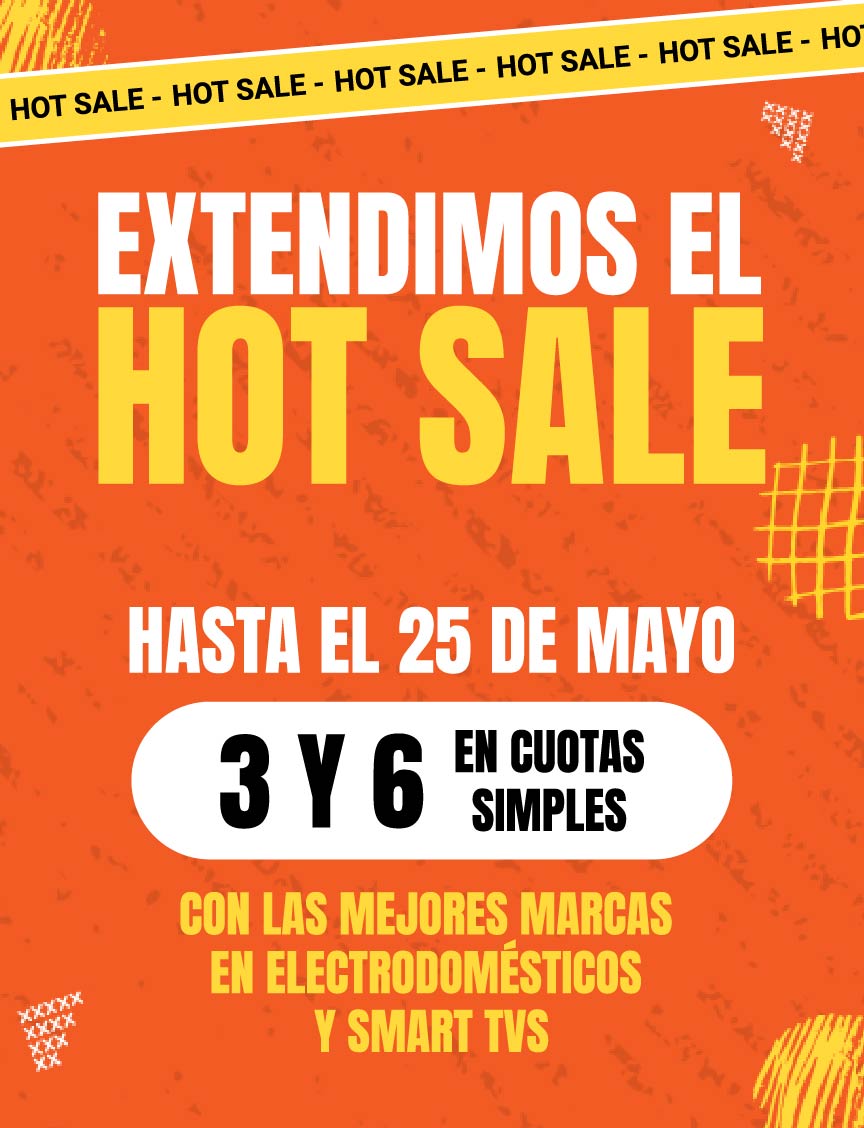 HOT SALE - HOT SALE - HOT SALE - HOT SALE - HOT SALE - HO
EXTENDIMOS EL
HOT SALE
HASTA EL 25 DE MAYO
3 Y 6 EN CUOTAS
SIMPLES
CON LAS MEJORES MARCAS
EN ELECTRODOMÉSTICOS
Y SMART TVS